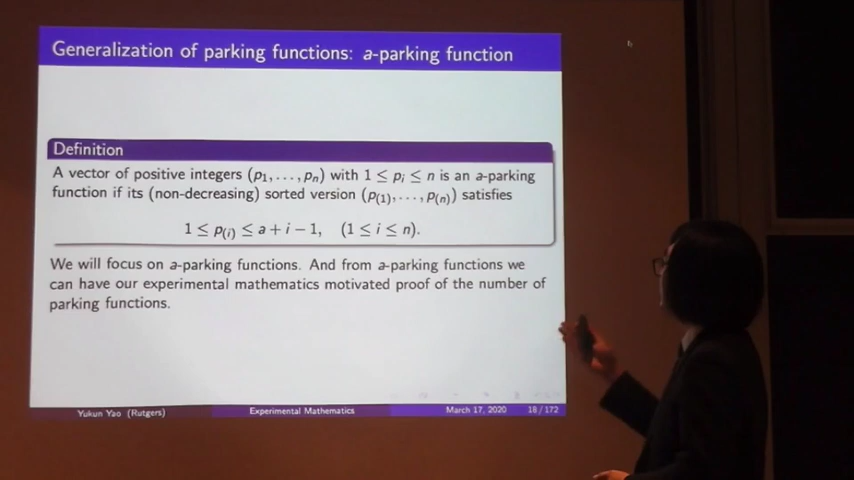 Generalization of parking functions: a-parking function
Definition
A vector of positive integers (p₁, . . . , pₙ) with 1 ≤ pᵢ ≤ n is an a-parking
function if its (non-decreasing) sorted version (p₍₁₎, . . . , p₍ₙ₎) satisfies
1 ≤ p₍ᵢ₎ ≤ a + i − 1, (1 ≤ i ≤ n).
We will focus on a-parking functions. And from a-parking functions we
can have our experimental mathematics motivated proof of the number of
parking functions.
Yukun Yao (Rutgers) Experimental Mathematics March 17, 2020 18 / 172